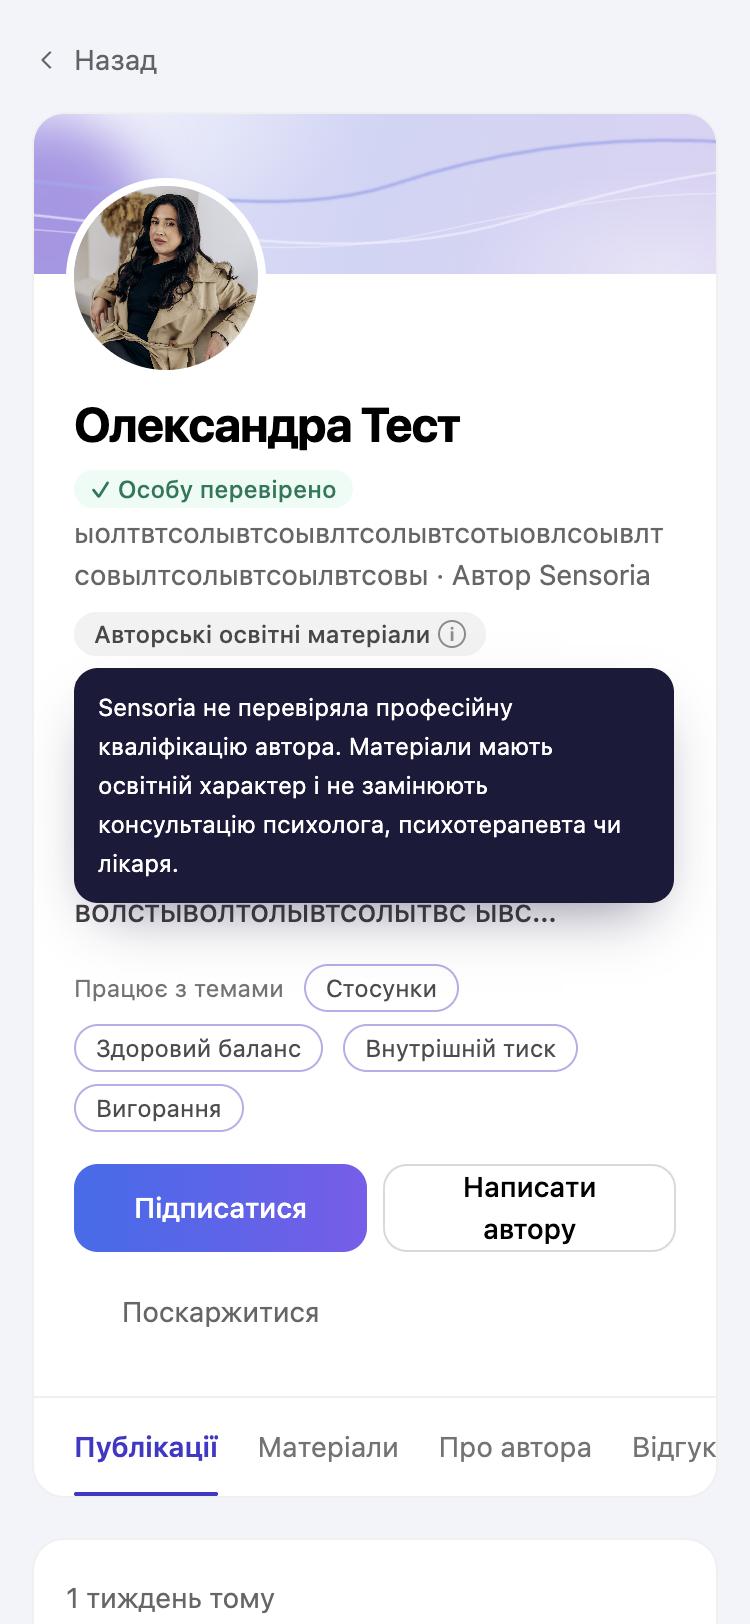 Назад
Олександра Тест
Особу перевірено
ыолтвтсолывтсоывлтсолывтсотыовлсоывлт
совылтсолывтсоылвтсовы · Автор Sensoria
Авторські освітні матеріали
Sensoria не перевіряла професійну
кваліфікацію автора. Матеріали мають
освітній характер і не замінюють
консультацію психолога, психотерапевта чи
лікаря.
волстыволтолывтсолытвс ывс...
Працює з темами Стосунки
Здоровий баланс Внутрішній тиск
Вигорання
Підписатися
Написати
автору
Поскаржитися
Публікації Матеріали Про автора Відгук
1 тиждень тому